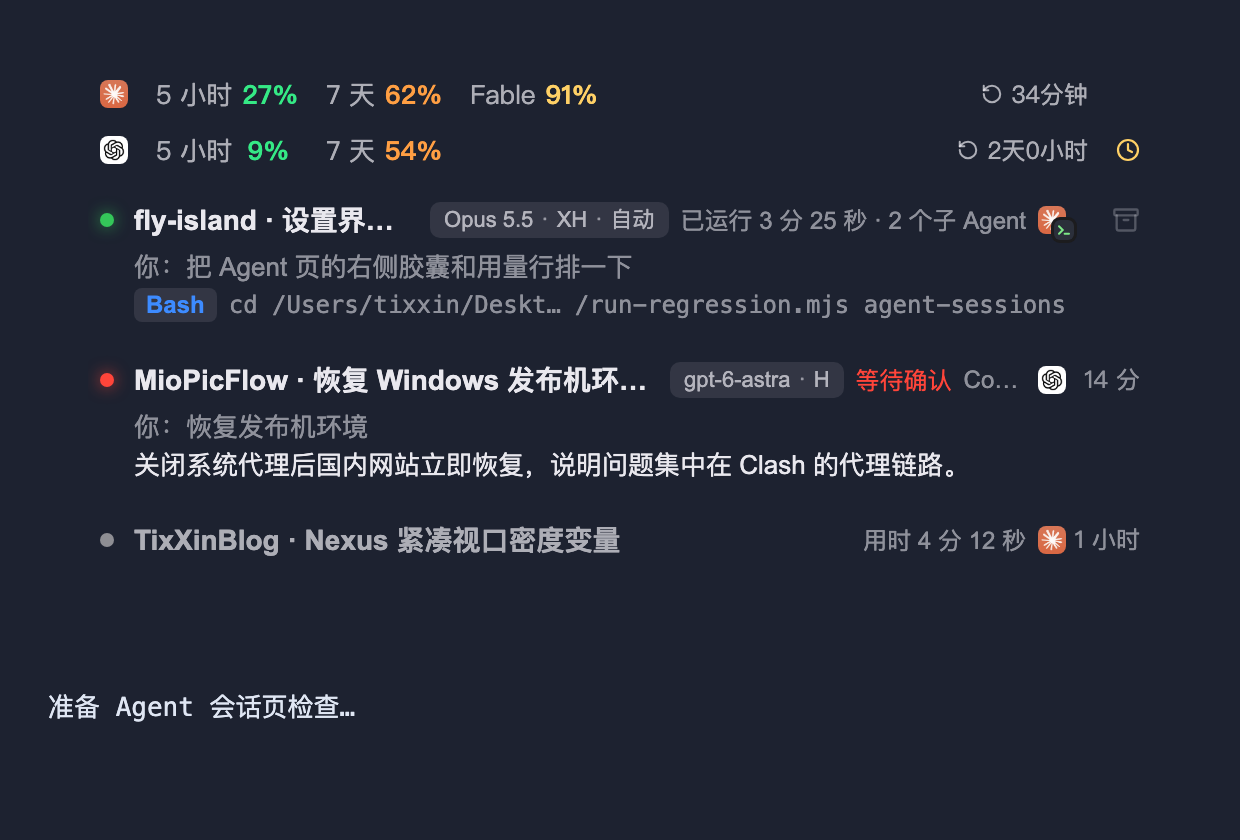 5 小时 27% 7 天 62% Fable 91% 34分钟
5 小时 9% 7 天 54% 2天0小时
fly-island · 设置界… Opus 5.5 · XH · 自动 已运行 3 分 25 秒 · 2 个子 Agent
你：把 Agent 页的右侧胶囊和用量行排一下
Bash cd /Users/tixxin/Deskt… /run-regression.mjs agent-sessions
MioPicFlow · 恢复 Windows 发布机环… gpt-6-astra · H 等待确认 Co… 14 分
你：恢复发布机环境
关闭系统代理后国内网站立即恢复，说明问题集中在 Clash 的代理链路。
TixXinBlog · Nexus 紧凑视口密度变量 用时 4 分 12 秒 1 小时
准备 Agent 会话页检查…